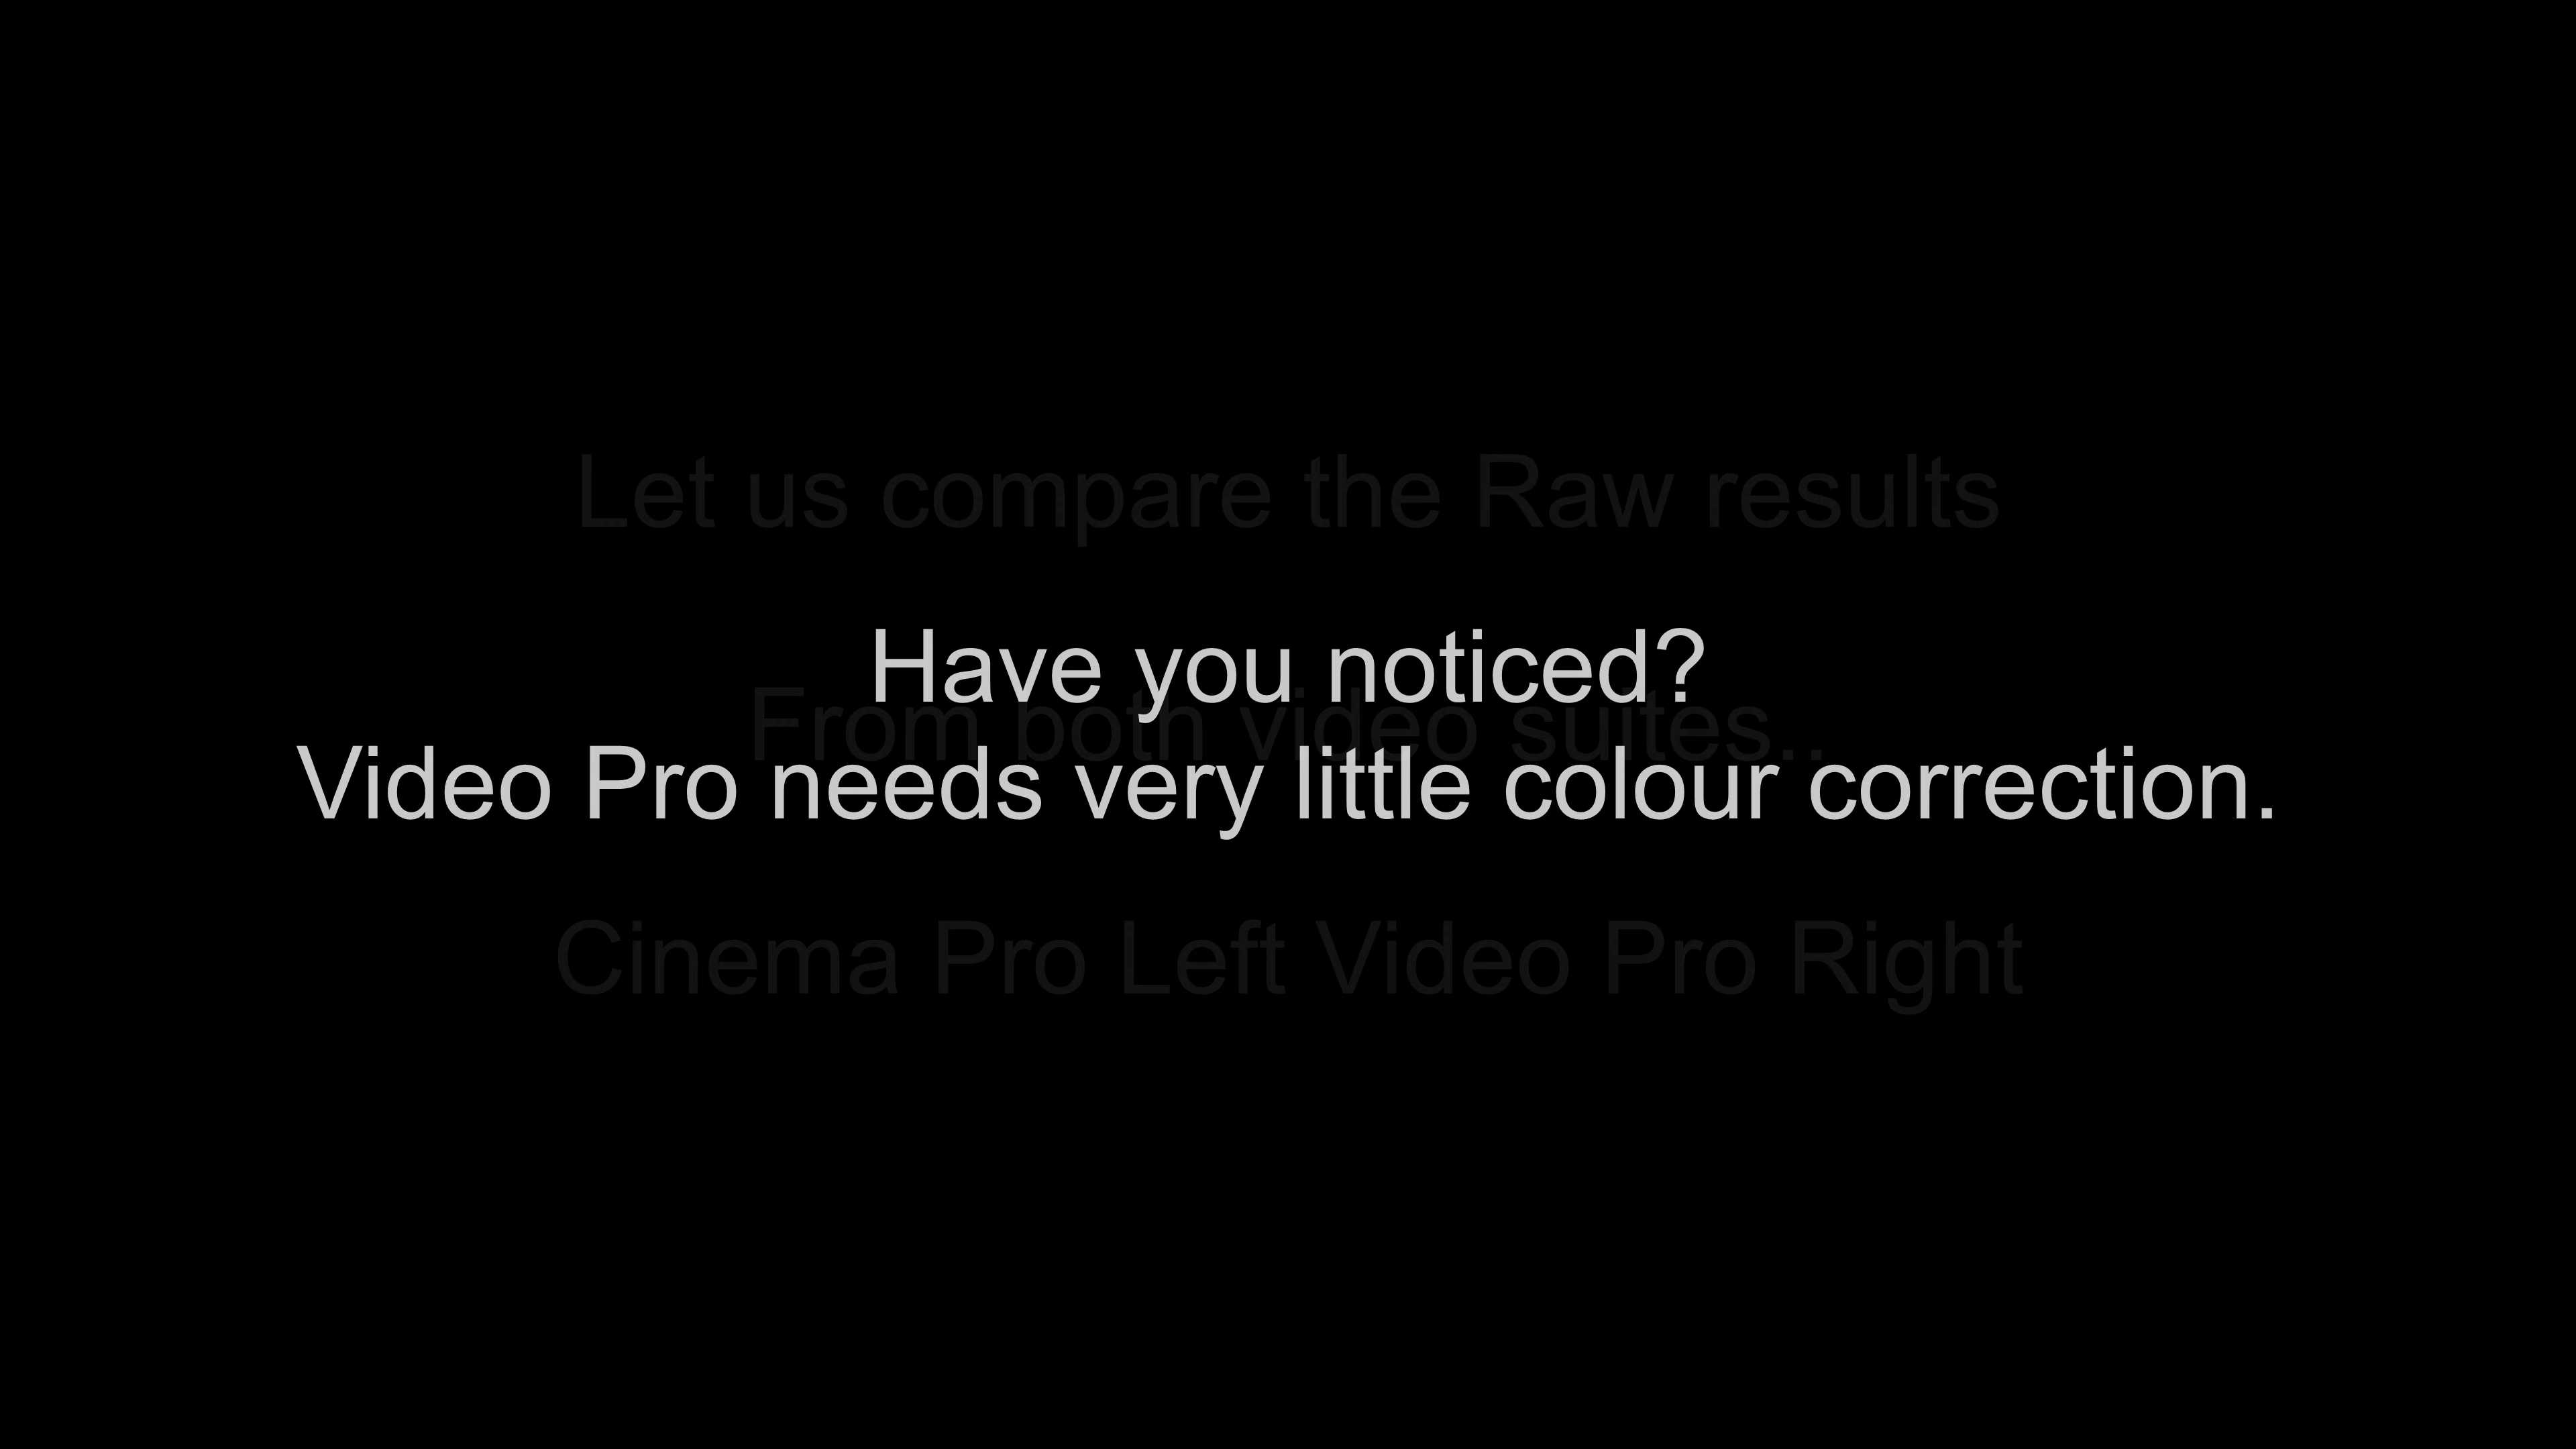 Let us compare the Raw results
Have you noticed?
From both video suites..
Video Pro needs very little colour correction.
Cinema Pro Left Video Pro Right